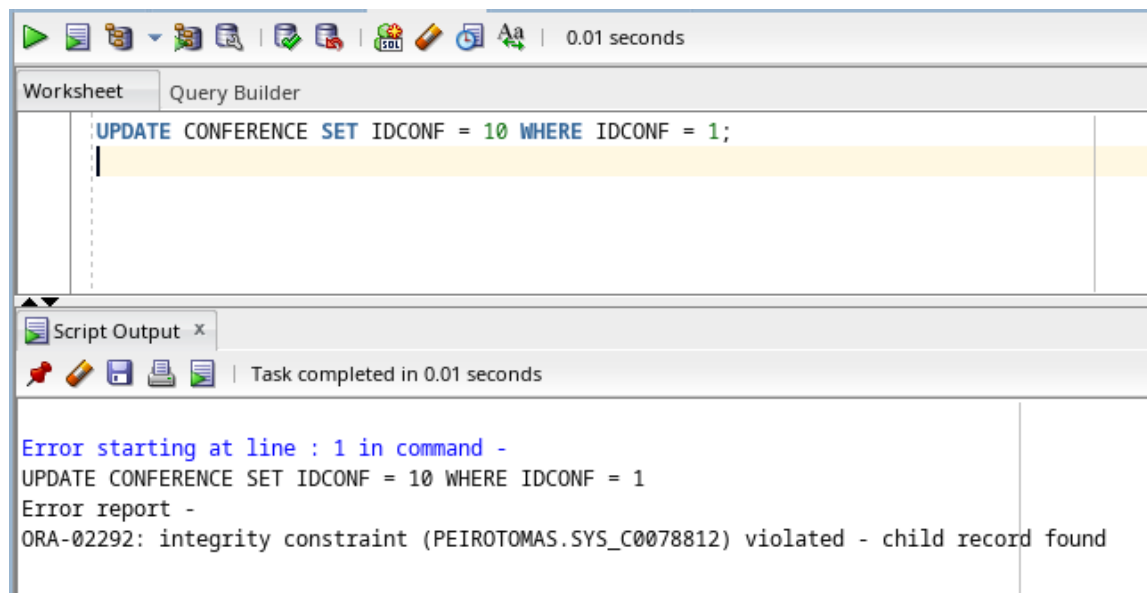 SQL Aa
0.01 seconds
Worksheet
Query Builder
UPDATE CONFERENCE SET IDCONF = 10 WHERE IDCONF = 1;
Script Output x
Task completed in 0.01 seconds
Error starting at line : 1 in command -
UPDATE CONFERENCE SET IDCONF = 10 WHERE IDCONF = 1
Error report -
ORA-02292: integrity constraint (PEIROTOMAS.SYS_C0078812) violated - child record found